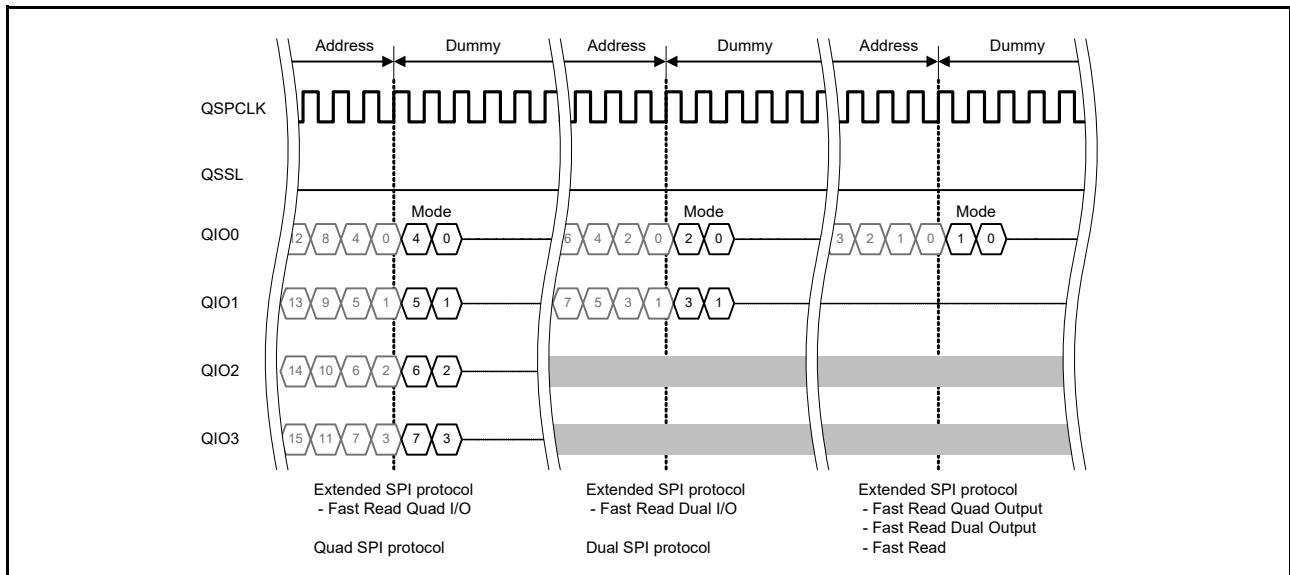 Address Dummy Address Dummy Address Dummy
QSPCLK
QSSL
Mode Mode Mode
QIO0 12 8 4 0 4 0 6 4 2 0 2 0 3 2 1 0 1 0
QIO1 13 9 5 1 5 1 7 5 3 1 3 1
QIO2 14 10 6 2 6 2
QIO3 15 11 7 3 7 3
Extended SPI protocol Extended SPI protocol Extended SPI protocol
- Fast Read Quad I/O - Fast Read Dual I/O - Fast Read Quad Output
- Fast Read Dual Output
Quad SPI protocol Dual SPI protocol - Fast Read